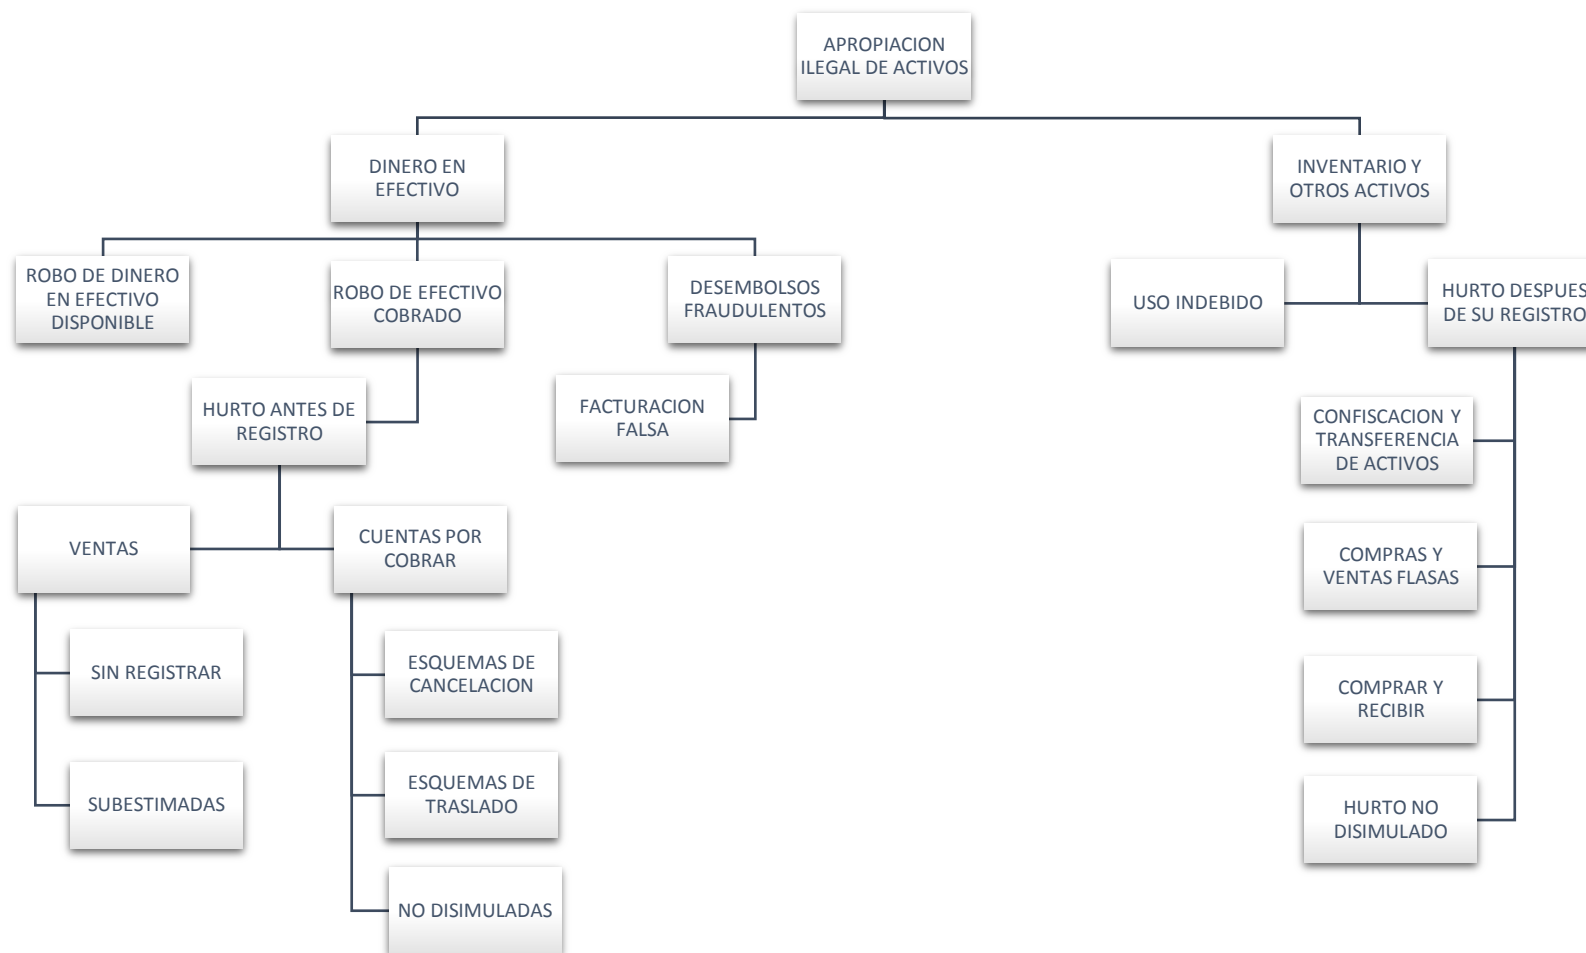 APROPIACION
ILEGAL DE ACTIVOS
DINERO EN
EFECTIVO
INVENTARIO Y
OTROS ACTIVOS
ROBO DE DINERO
EN EFECTIVO
DISPONIBLE
ROBO DE EFECTIVO
COBRADO
DESEMBOLSOS
FRAUDULENTOS
USO INDEBIDO
HURTO DESPUES
DE SU REGISTRO
HURTO ANTES DE
REGISTRO
FACTURACION
FALSA
CONFISCACION Y
TRANSFERENCIA
DE ACTIVOS
VENTAS
CUENTAS POR
COBRAR
COMPRAS Y
VENTAS FLASAS
SIN REGISTRAR
ESQUEMAS DE
CANCELACION
COMPRAR Y
RECIBIR
SUBESTIMADAS
ESQUEMAS DE
TRASLADO
HURTO NO
DISIMULADO
NO DISIMULADAS